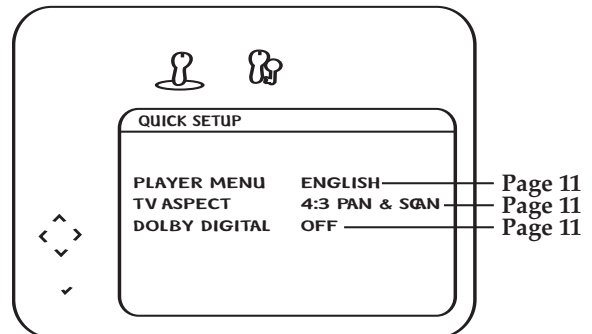 QUICK SETUP
PLAYER MENU ENGLISH Page 11
TV ASPECT 4:3 PAN & SCAN Page 11
DOLBY DIGITAL OFF Page 11